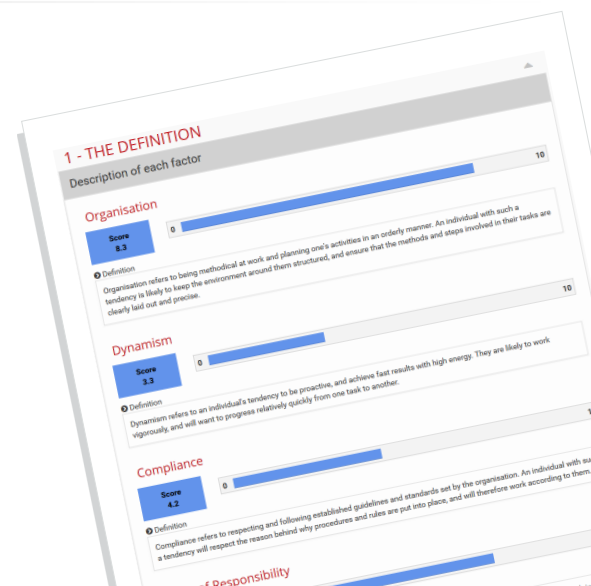 1 - THE DEFINITION
Description of each factor
Organisation
0
10
Score
8.3
Definition
Organisation refers to being methodical at work and planning one's activities in an orderly manner. An individual with such a
tendency is likely to keep the environment around them structured, and ensure that the methods and steps involved in their tasks are
clearly laid out and precise.
Dynamism
0
10
Score
3.3
Definition
Dynamism refers to an individual's tendency to be proactive, and achieve fast results with high energy. They are likely to work
vigorously, and will want to progress relatively quickly from one task to another.
Compliance
0
Score
4.2
Definition
Compliance refers to respecting and following established guidelines and standards set by the organisation. An individual with su
a tendency will respect the reason behind why procedures and rules are put into place, and will therefore work according to them.
of Responsibility